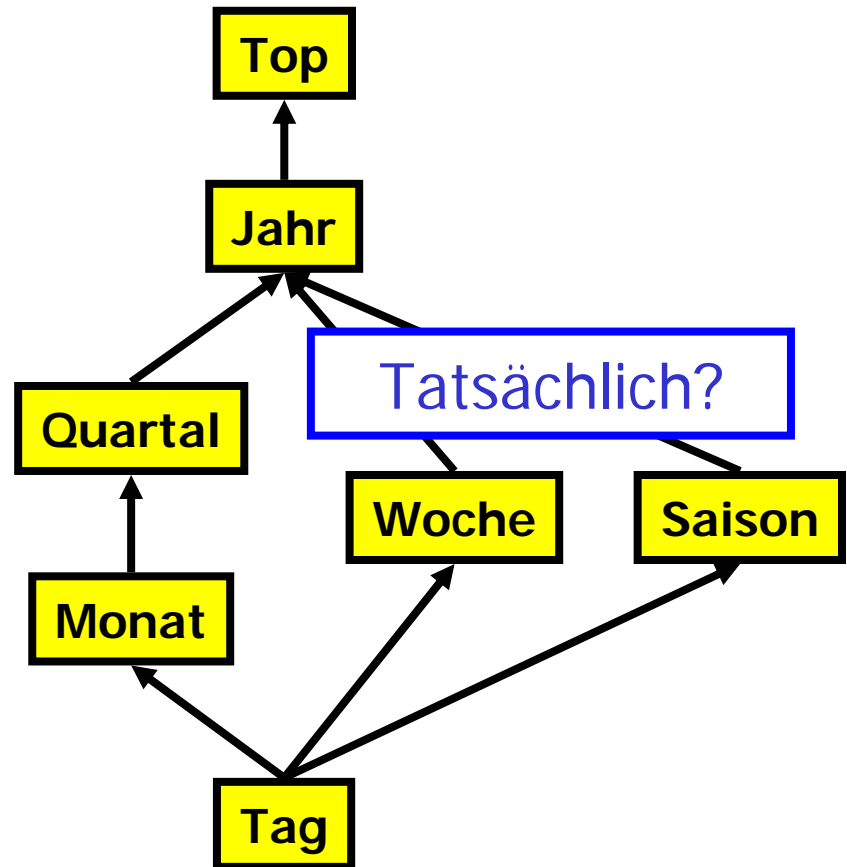 Top
Jahr
Tatsächlich?
Quartal
Woche
Saison
Monat
Tag